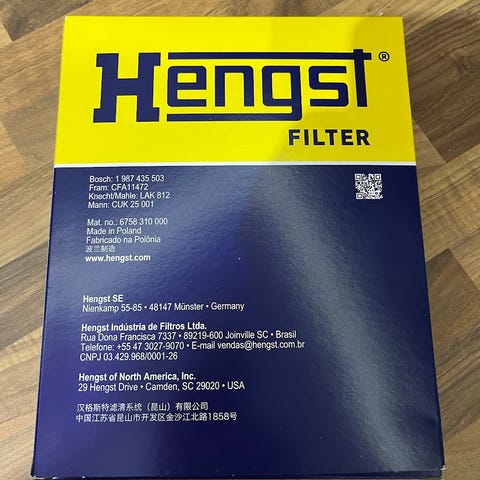 Hengst®
FILTER
Bosch: 1 987 435 503
Fram: CFA11472
Knecht/Mahle: LAK 812
Mann: CUK 25 001
Mat. no.: 6758 310 000
Made in Poland
Fabricado na Polônia
波兰制造
www.hengst.com
Hengst SE
Nienkamp 55-85 • 48147 Münster • Germany
Hengst Indústria de Filtros Ltda.
Rua Dona Francisca 7337 • 89219-600 Joinville SC • Brasil
Telefone: +55 47 3027-9070 • E-mail vendas@hengst.com.br
CNPJ 03.429.968/0001-26
Hengst of North America, Inc.
29 Hengst Drive • Camden, SC 29020 • USA
汉格斯特滤清系统（昆山）有限公司
中国江苏省昆山市开发区金沙江北路1858号